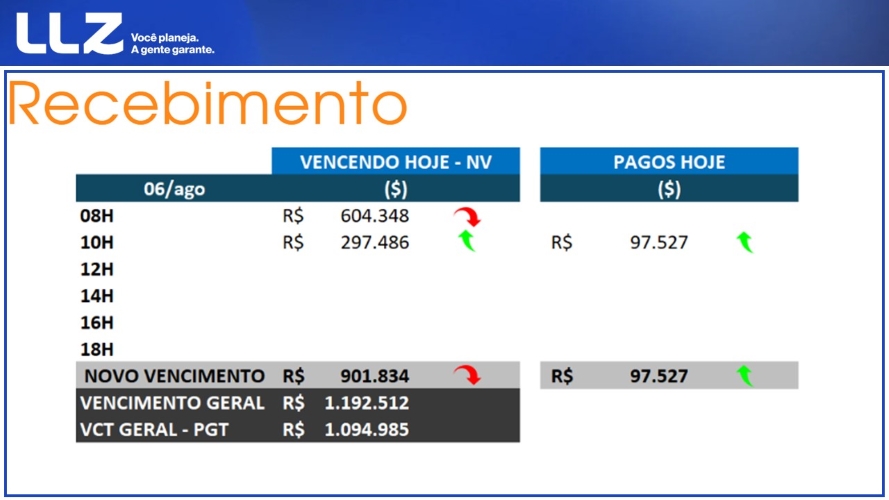 LLZ
Você planeja.
A gente garante.
Recebimento
VENCENDO HOJE - NV PAGOS HOJE
06/ago ($) ($)
08H R$ 604.348
10H R$ 297.486 R$ 97.527
12H
14H
16H
18H
NOVO VENCIMENTO R$ 901.834 R$ 97.527
VENCIMENTO GERAL R$ 1.192.512
VCT GERAL - PGT R$ 1.094.985